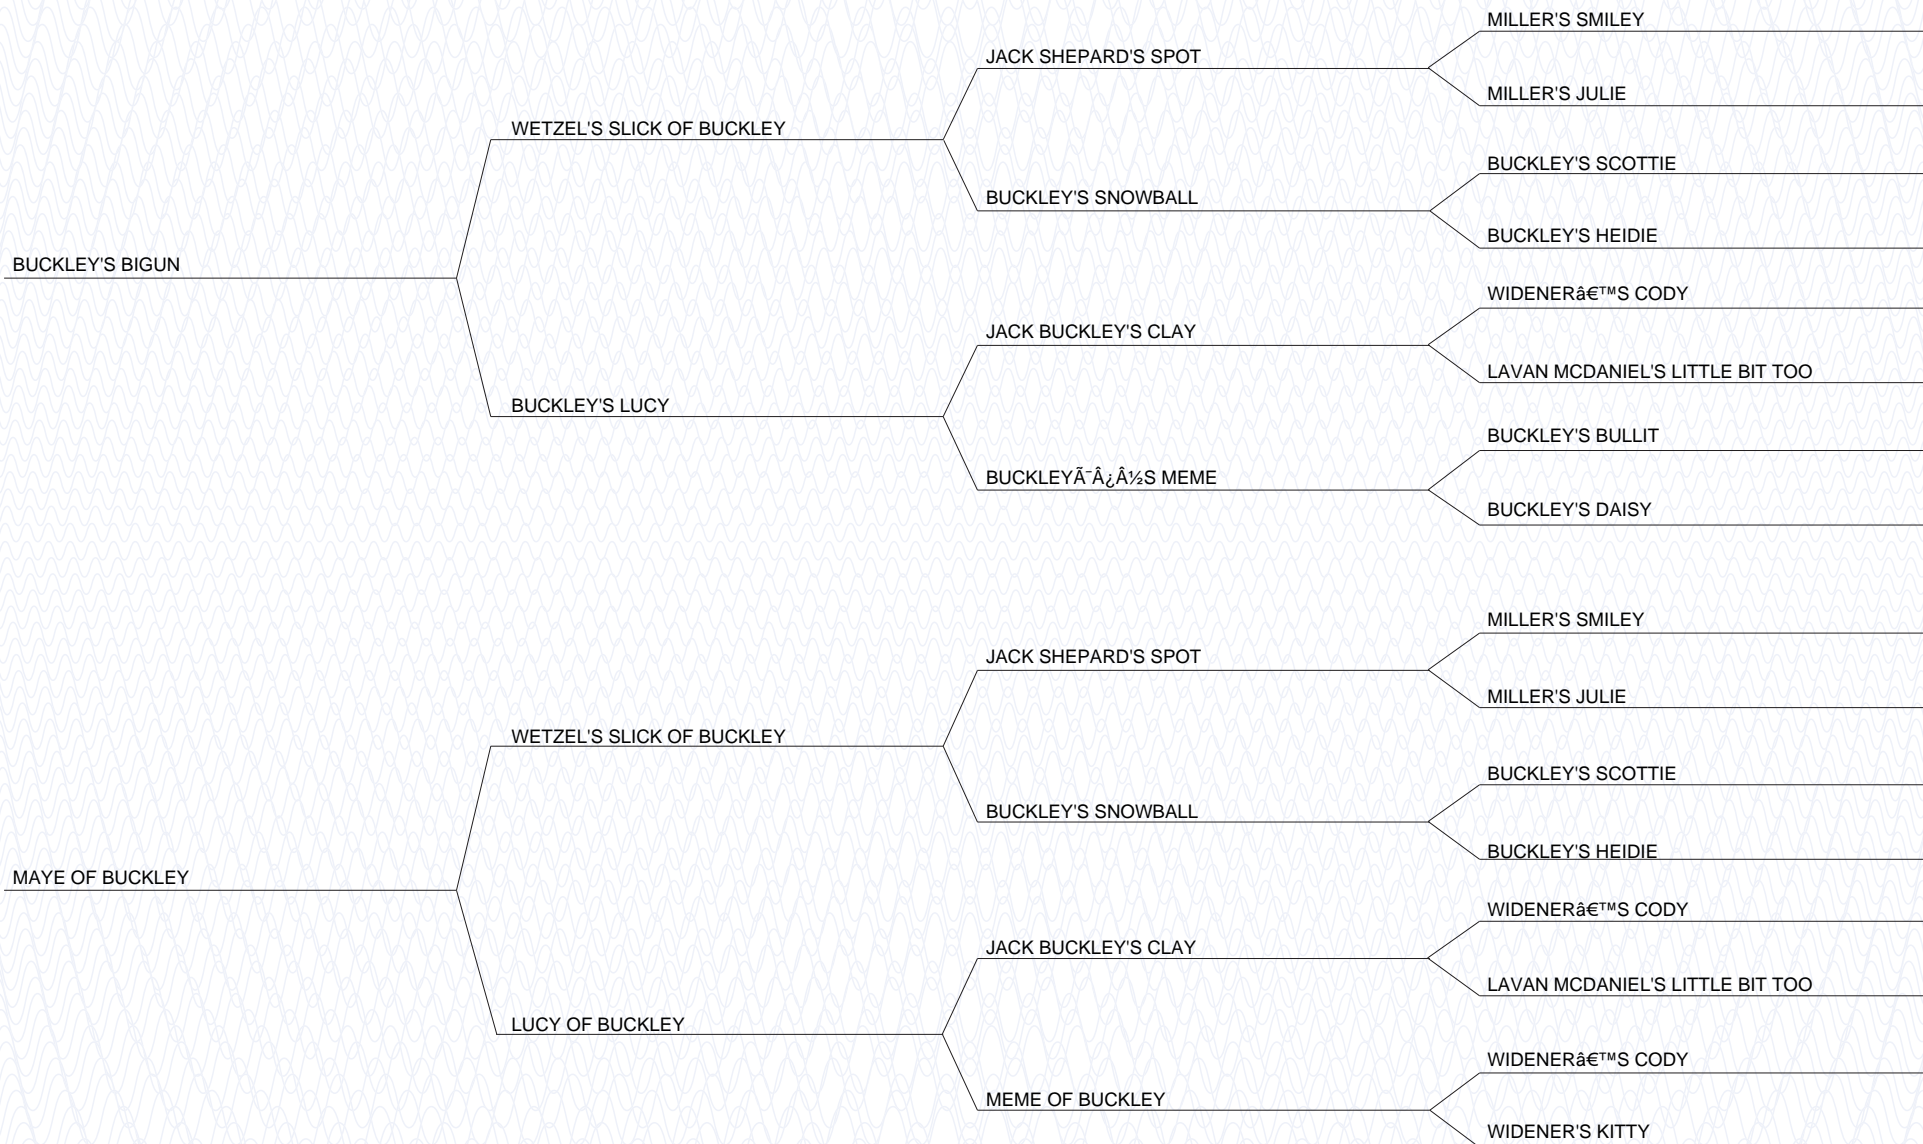 MILLER'S SMILEY
JACK SHEPARD'S SPOT
MILLER'S JULIE
WETZEL'S SLICK OF BUCKLEY
BUCKLEY'S SCOTTIE
BUCKLEY'S SNOWBALL
BUCKLEY'S HEIDIE
BUCKLEY'S BIGUN
WIDENERâ€™S CODY
JACK BUCKLEY'S CLAY
LAVAN MCDANIEL'S LITTLE BIT TOO
BUCKLEY'S LUCY
BUCKLEY'S BULLIT
BUCKLEYÃ¯Â¿Â½S MEME
BUCKLEY'S DAISY
MILLER'S SMILEY
JACK SHEPARD'S SPOT
MILLER'S JULIE
WETZEL'S SLICK OF BUCKLEY
BUCKLEY'S SCOTTIE
BUCKLEY'S SNOWBALL
BUCKLEY'S HEIDIE
MAYE OF BUCKLEY
WIDENERâ€™S CODY
JACK BUCKLEY'S CLAY
LAVAN MCDANIEL'S LITTLE BIT TOO
LUCY OF BUCKLEY
WIDENERâ€™S CODY
MEME OF BUCKLEY
WIDENER'S KITTY